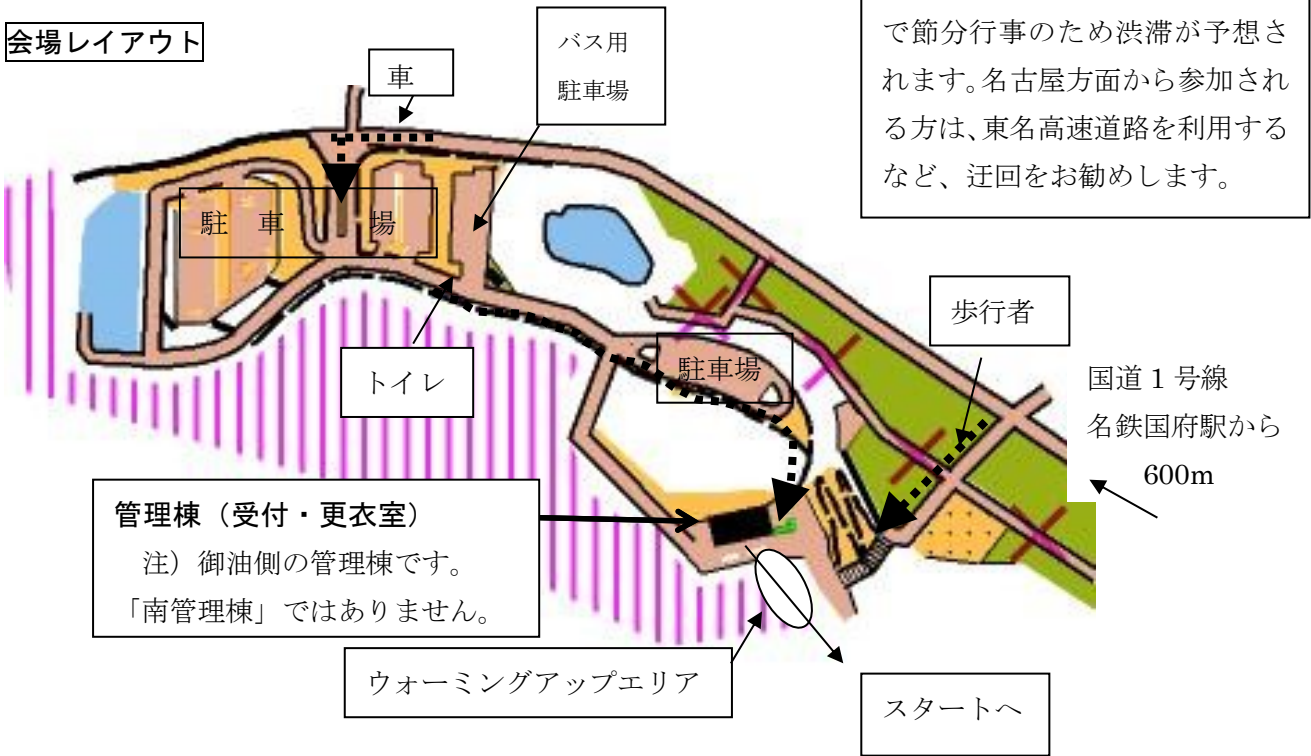 会場レイアウト
車
バス用
駐車場
で節分行事のため渋滞が予想さ
れます。名古屋方面から参加され
る方は、東名高速道路を利用する
など、迂回をお勧めします。
駐 車 場
トイレ
駐車場
歩行者
国道1号線
名鉄国府駅から
600m
管理棟（受付・更衣室）
注）御油側の管理棟です。
「南管理棟」ではありません。
ウォーミングアップエリア
スタートへ